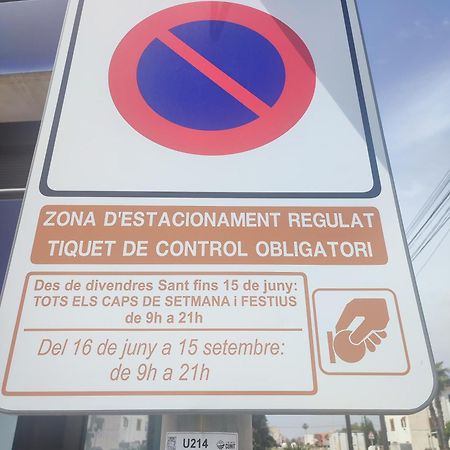 ZONA D'ESTACIONAMENT REGULAT
TIQUET DE CONTROL OBLIGATORI
Des de divendres Sant fins 15 de juny:
TOTS ELS CAPS DE SETMANA i FESTIUS
de 9h a 21h
Del 16 de juny a 15 setembre:
de 9h a 21h
U214
CUNIT